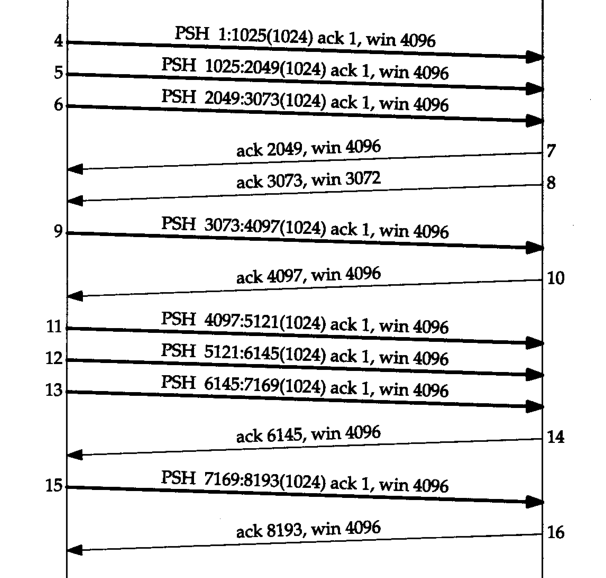 4 PSH 1:1025(1024) ack 1, win 4096
5 PSH 1025:2049(1024) ack 1, win 4096
6 PSH 2049:3073(1024) ack 1, win 4096
ack 2049, win 4096 7
ack 3073, win 3072 8
9 PSH 3073:4097(1024) ack 1, win 4096
ack 4097, win 4096 10
11 PSH 4097:5121(1024) ack 1, win 4096
12 PSH 5121:6145(1024) ack 1, win 4096
13 PSH 6145:7169(1024) ack 1, win 4096
ack 6145, win 4096 14
15 PSH 7169:8193(1024) ack 1, win 4096
ack 8193, win 4096 16